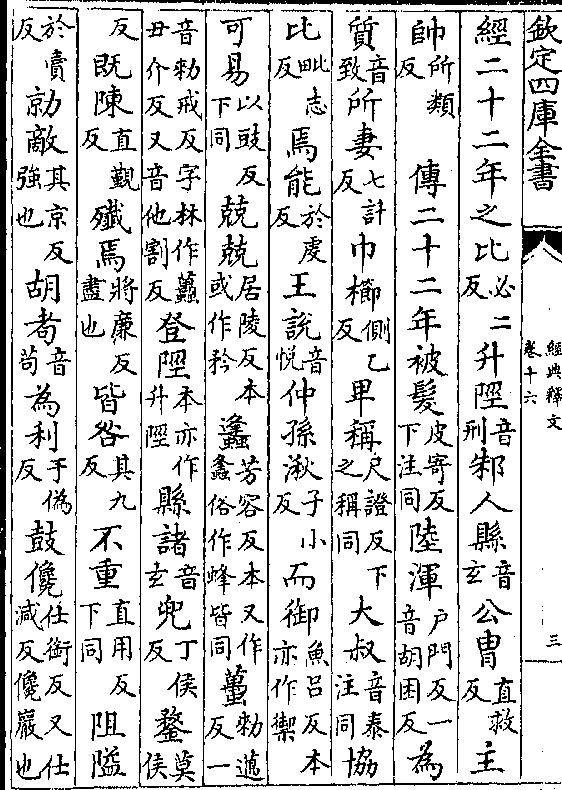 欽定四庫全書
經典釋文
卷十六
三
經二十二年之比必二反升陘音刑邾人縣音玄公胄直救反主
帥所類反 傳二十二年被髮皮寄反下注同陸渾户門反一音胡困反為
質音致所妻七計反巾櫛側乙反卑稱尺證反下之稱同大叔音泰注同協
比毗志反焉能於虔反王說音悅仲孫湫子小反而御魚吕反本亦作禦
可易以豉反下同兢兢居陵反本或作矜蠭芳容反本又作俗作蜂皆同蠆勑邁反一
音勑戒反字林作丑介反又音他割反登陘本亦作升陘縣諸音玄兜丁侯反鍪莫侯
反既陳直覲反殱焉將廉反盡也皆咎其九反不重直用反下同阻隘
於賣反勍敵其京反強也胡耇音苟為利于偽反鼓儳仕銜反又仕減反儳巖也